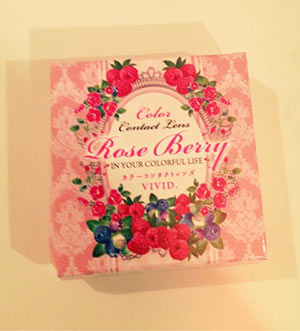 Color
Contact Lens
Rose Berry
IN YOUR COLORFUL LIFE
カラーコンタクトレンズ
VIVID.